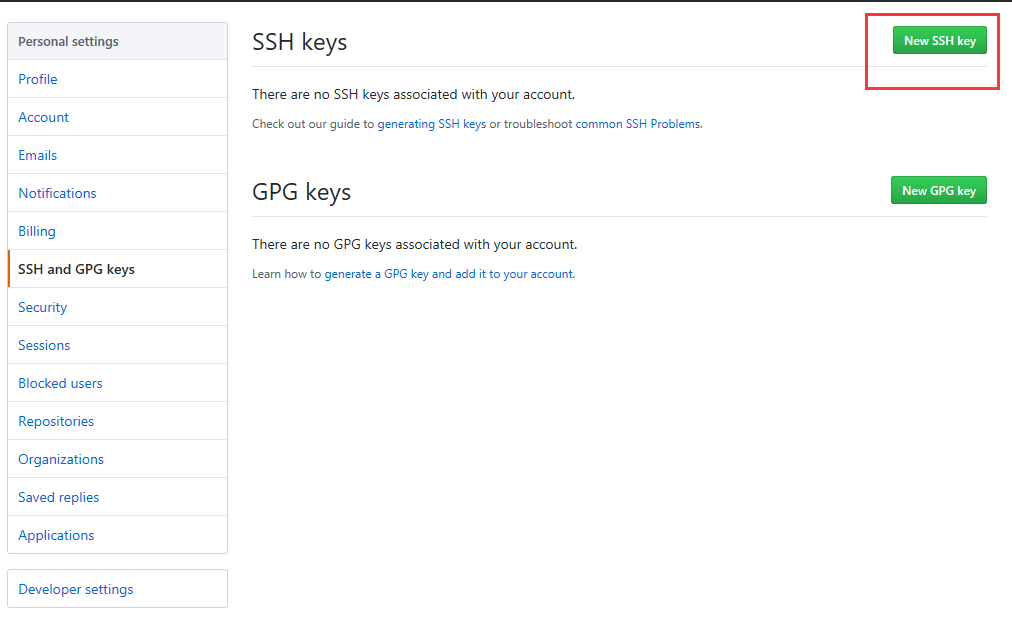 Personal settings
Profile
Account
Emails
Notifications
Billing
SSH and GPG keys
Security
Sessions
Blocked users
Repositories
Organizations
Saved replies
Applications
Developer settings
SSH keys
New SSH key
There are no SSH keys associated with your account.
Check out our guide to generating SSH keys or troubleshoot common SSH Problems.
GPG keys
New GPG key
There are no GPG keys associated with your account.
Learn how to generate a GPG key and add it to your account.